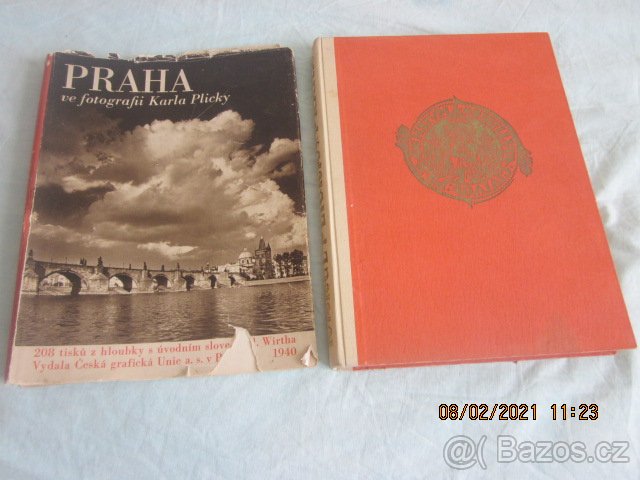 PRAHA
ve fotografii Karla Plicky
208 tisků z hloubky s úvodním slovem Wirtha
Vydala Česká grafická Unie a. s. v 1940
08/02/2021 11:23
@ Bazos.cz